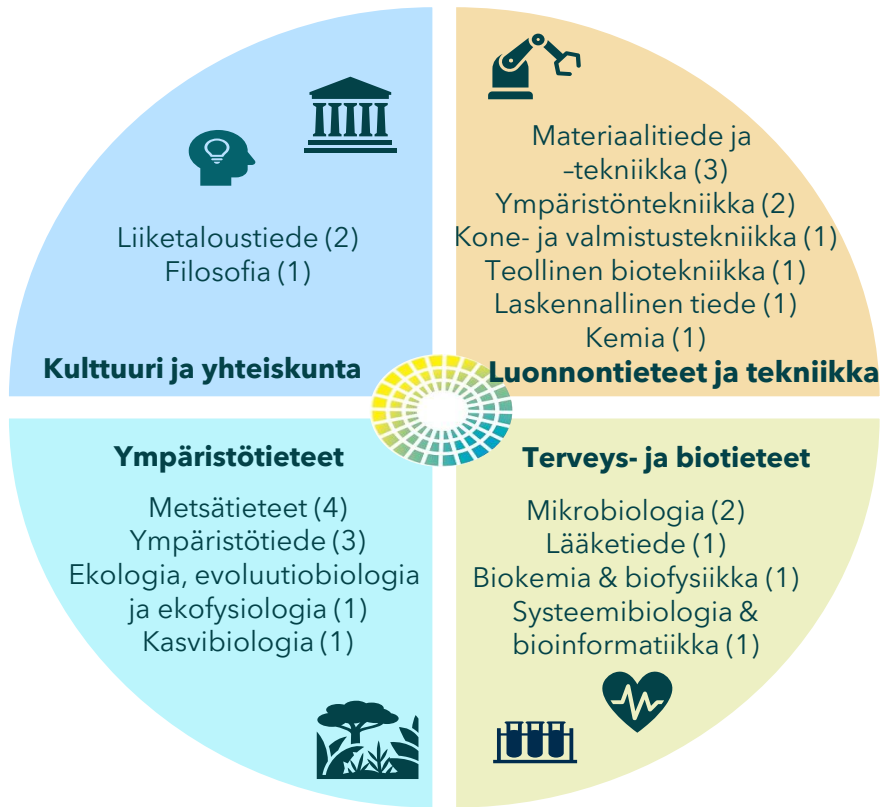 Liiketaloustiede (2)
Filosofia (1)
Kulttuuri ja yhteiskunta
Materiaalitiede ja
–tekniikka (3)
Ympäristöntekniikka (2)
Kone- ja valmistustekniikka (1)
Teollinen biotekniikka (1)
Laskennallinen tiede (1)
Kemia (1)
Luonnontieteet ja tekniikka
Ympäristötieteet
Metsätieteet (4)
Ympäristötiede (3)
Ekologia, evoluutiobiologia
ja ekofysiologia (1)
Kasvibiologia (1)
Terveys- ja biotieteet
Mikrobiologia (2)
Lääketiede (1)
Biokemia & biofysiikka (1)
Systeemibiologia &
bioinformatiikka (1)